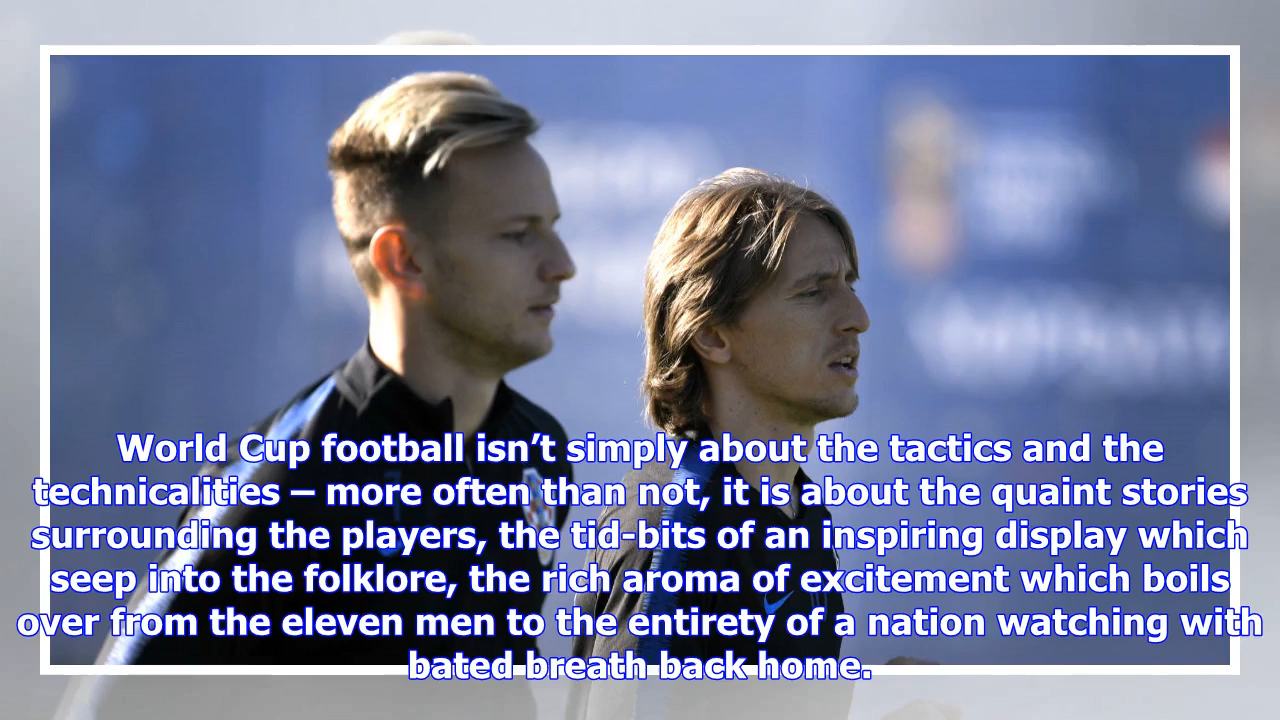 World Cup football isn’t simply about the tactics and the
technicalities – more often than not, it is about the quaint stories
surrounding the players, the tid-bits of an inspiring display which
seep into the folklore, the rich aroma of excitement which boils
over from the eleven men to the entirety of a nation watching with
bated breath back home.